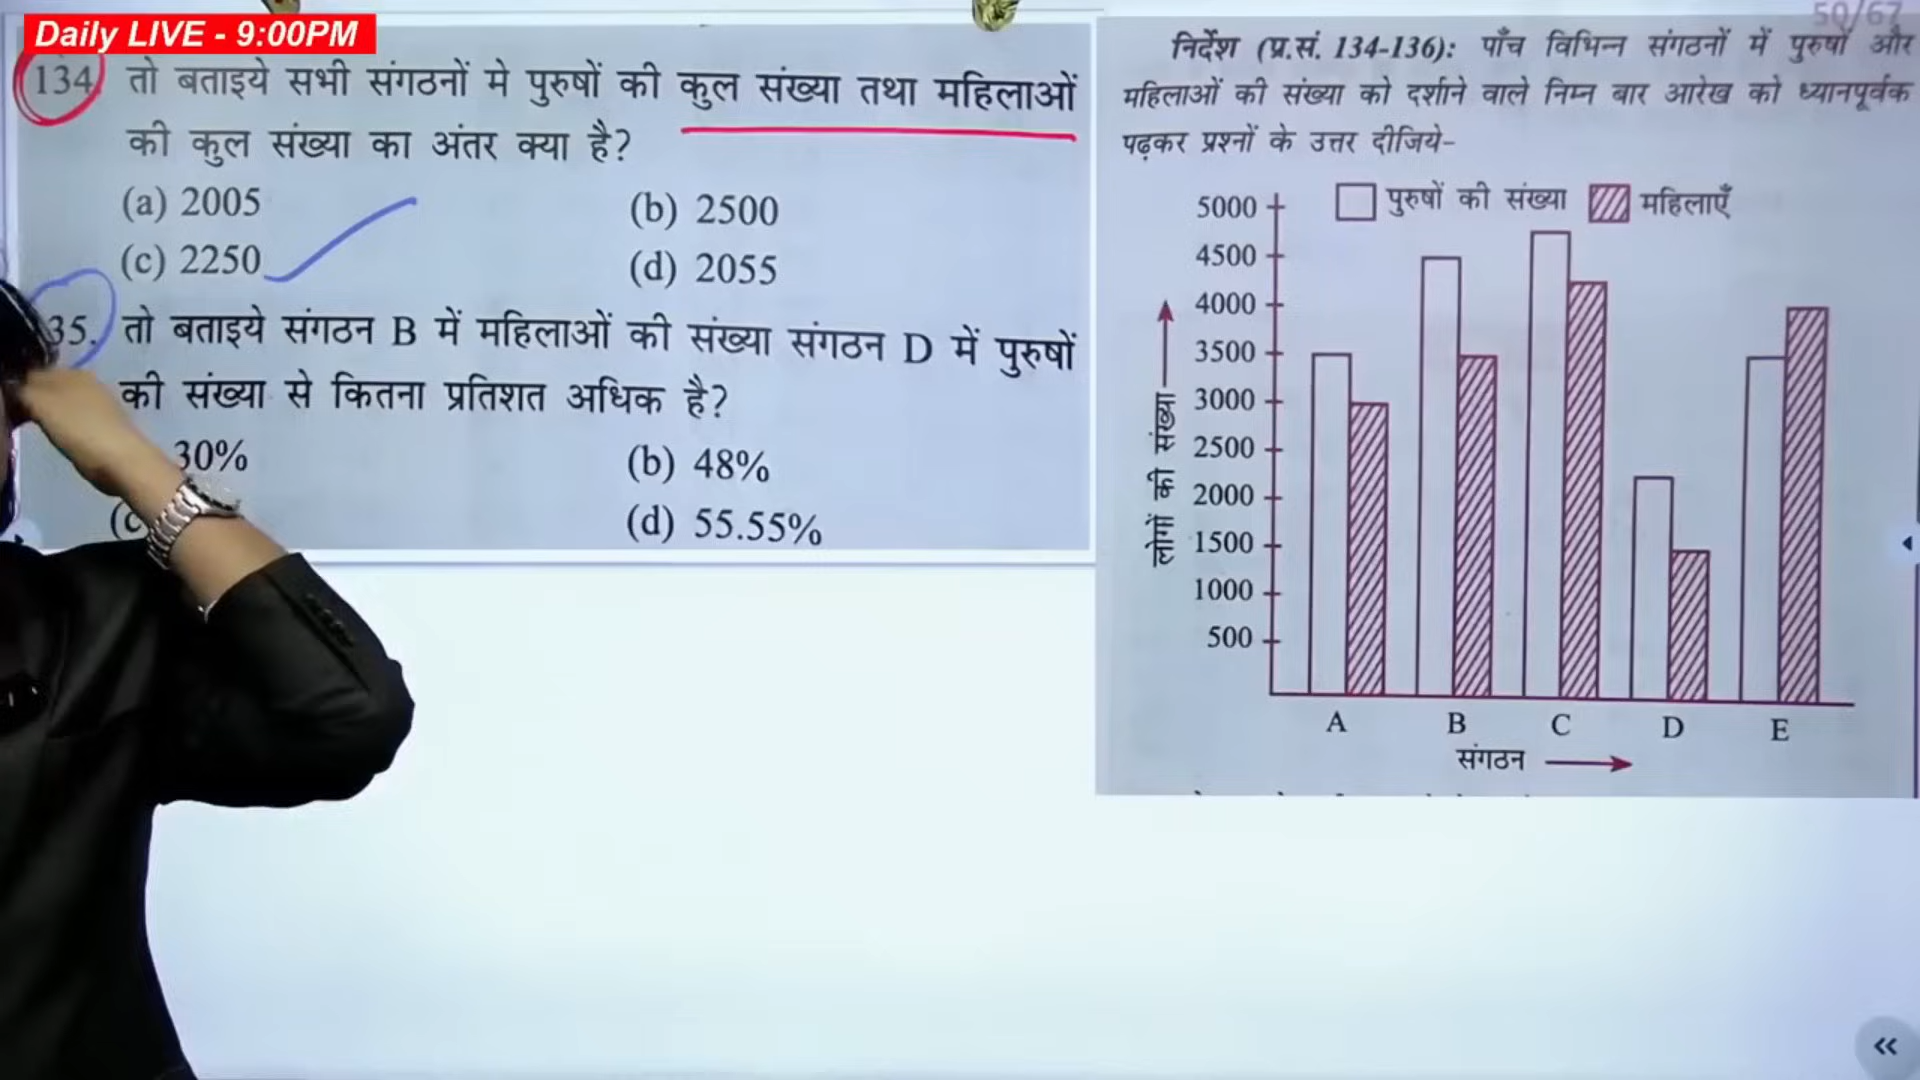 Daily LIVE - 9:00PM
134. तो बताइये सभी संगठनों मे पुरुषों की कुल संख्या तथा महिलाओं
की कुल संख्या का अंतर क्या है?
(a) 2005 (b) 2500
(c) 2250 (d) 2055
35. तो बताइये संगठन B में महिलाओं की संख्या संगठन D में पुरुषों
की संख्या से कितना प्रतिशत अधिक है?
30% (b) 48%
(c (d) 55.55%
50/67
निर्देश (प्र.सं. 134-136): पाँच विभिन्न संगठनों में पुरुषों और
महिलाओं की संख्या को दर्शाने वाले निम्न बार आरेख को ध्यानपूर्वक
पढ़कर प्रश्नों के उत्तर दीजिये-
पुरुषों की संख्या महिलाएँ
5000
4500
4000
3500
3000
2500
2000
1500
1000
500
लोगों की संख्या
A B C D E
संगठन